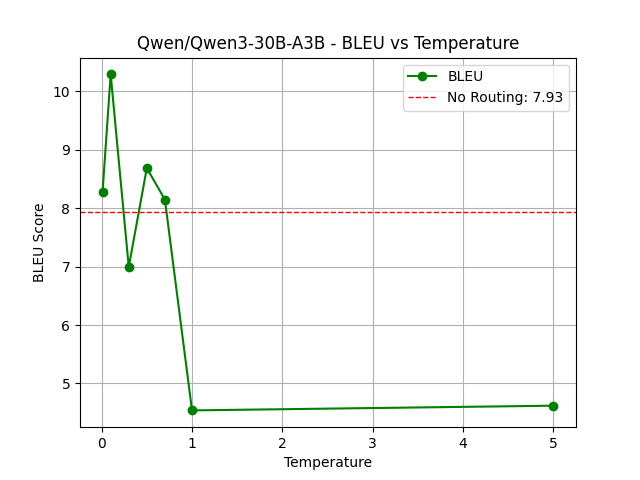 Qwen/Qwen3-30B-A3B - BLEU vs Temperature
BLEU
No Routing: 7.93
10
9
8
7
6
5
BLEU Score
0 1 2 3 4 5
Temperature